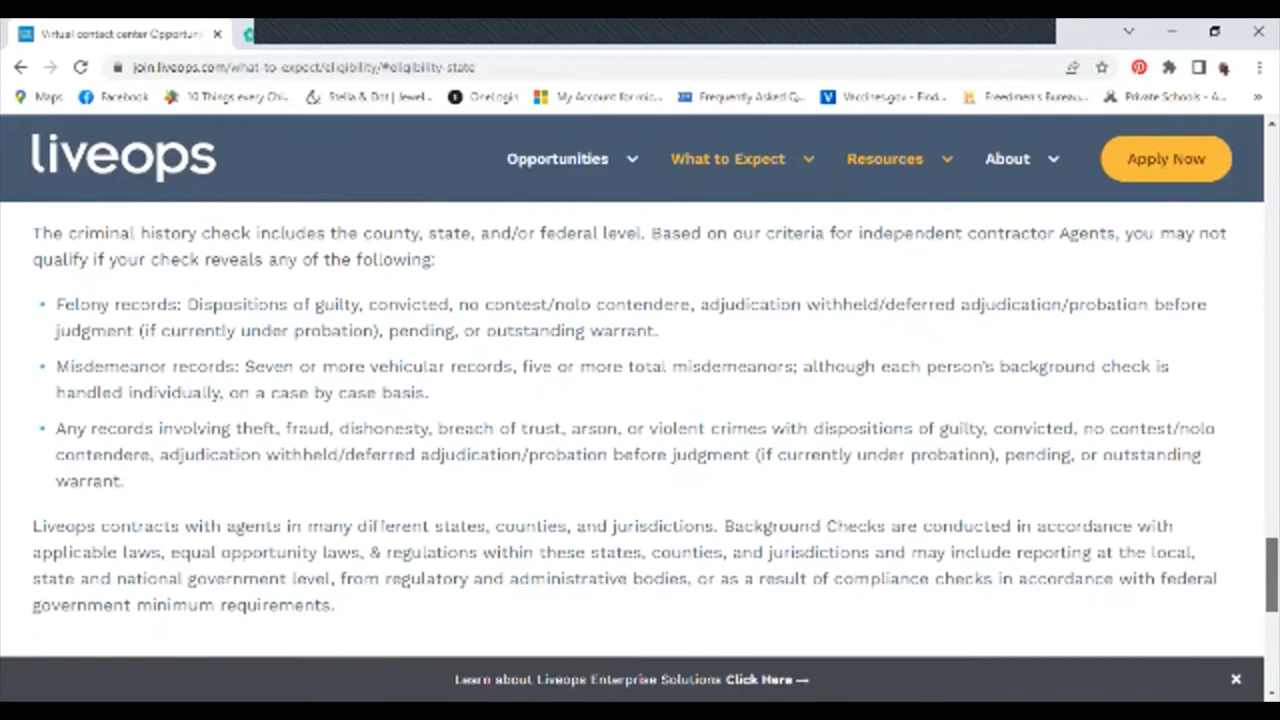 Virtual contact center Opportun
join.liveops.com/what-to-expect/eligibility/#eligibility-state
Maps Facebook 10 Things every Chi... Stella & Dot | Jewel... OneLogin My Account for mic... Frequently Asked Q... Vaccines.gov - Find... Freedmen's Bureau... Private Schools - A... »
liveops Opportunities What to Expect Resources About Apply Now
The criminal history check includes the county, state, and/or federal level. Based on our criteria for independent contractor Agents, you may not
qualify if your check reveals any of the following:
• Felony records: Dispositions of guilty, convicted, no contest/nolo contendere, adjudication withheld/deferred adjudication/probation before
judgment (if currently under probation), pending, or outstanding warrant.
• Misdemeanor records: Seven or more vehicular records, five or more total misdemeanors; although each person's background check is
handled individually, on a case by case basis.
• Any records involving theft, fraud, dishonesty, breach of trust, arson, or violent crimes with dispositions of guilty, convicted, no contest/nolo
contendere, adjudication withheld/deferred adjudication/probation before judgment (if currently under probation), pending, or outstanding
warrant.
Liveops contracts with agents in many different states, counties, and jurisdictions. Background Checks are conducted in accordance with
applicable laws, equal opportunity laws, & regulations within these states, counties, and jurisdictions and may include reporting at the local,
state and national government level, from regulatory and administrative bodies, or as a result of compliance checks in accordance with federal
government minimum requirements.
Learn about Liveops Enterprise Solutions Click Here →